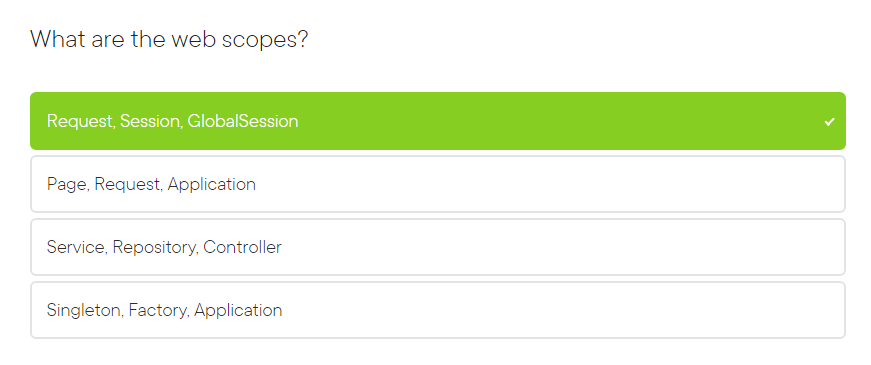 What are the web scopes?
Request, Session, GlobalSession
Page, Request, Application
Service, Repository, Controller
Singleton, Factory, Application